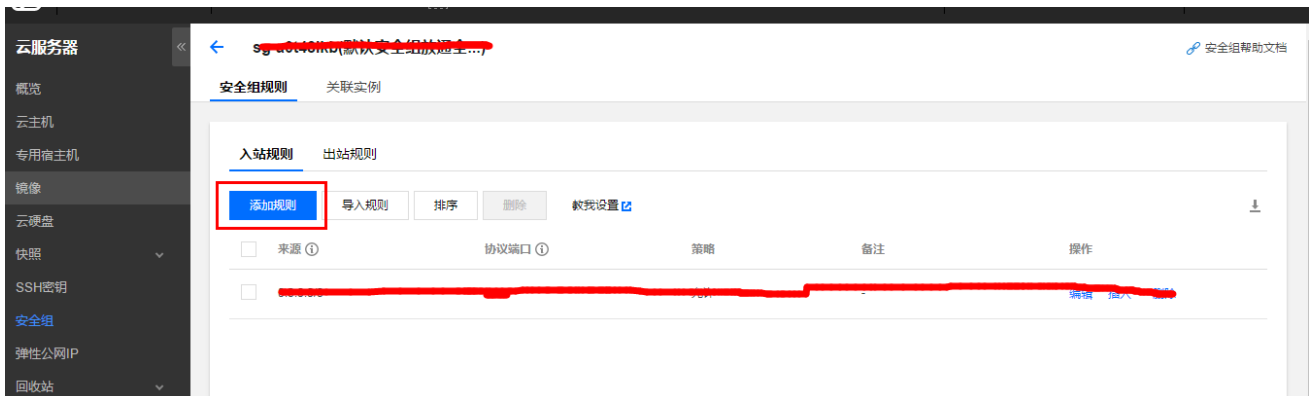 云服务器
«
安全组帮助文档
概览
安全组规则 关联实例
云主机
专用宿主机
入站规则 出站规则
镜像
添加规则 导入规则 排序 删除 教我设置
云硬盘
快照
来源 协议端口 策略 备注 操作
SSH密钥
编辑 插入 删除
安全组
弹性公网IP
回收站